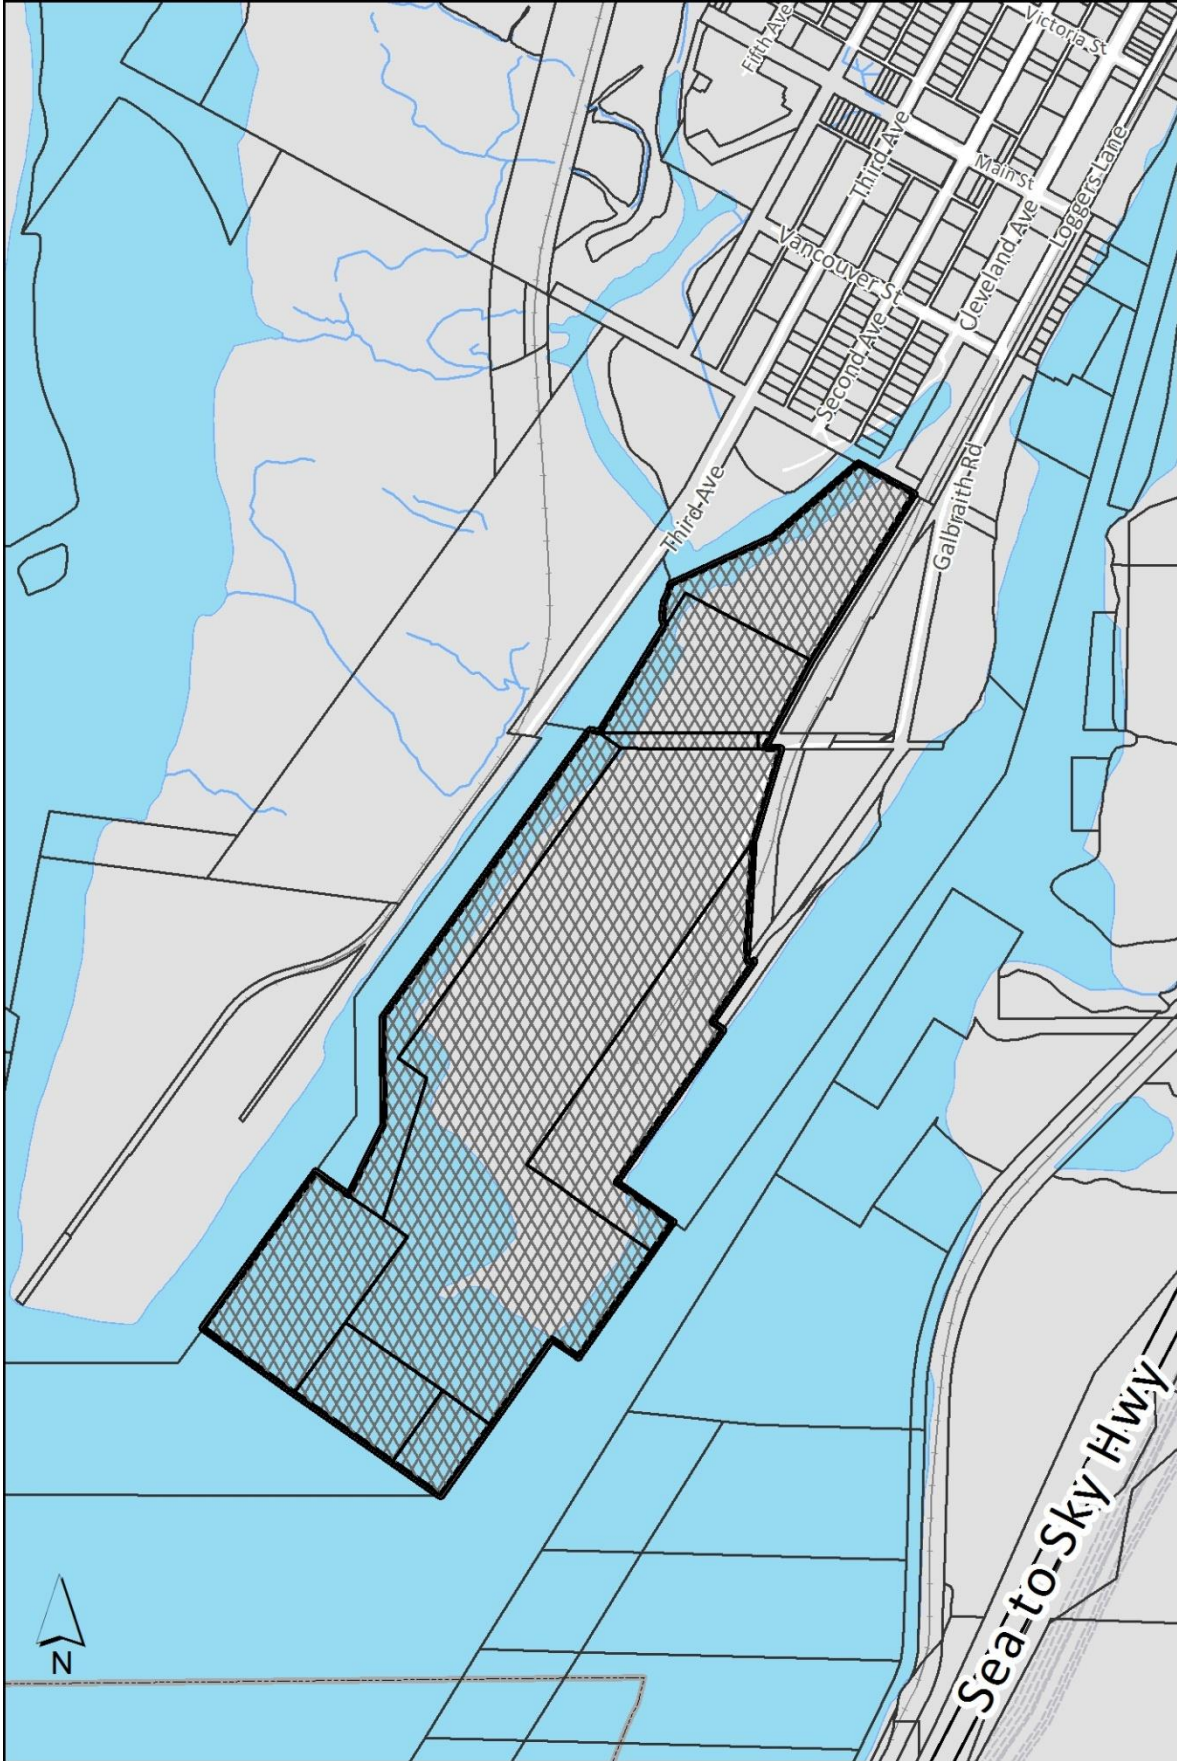 Victoria St
Fifth Ave
Third Ave
Main St
Loggers Lane
Cleveland Ave
Vancouver St
Second Ave
Third Ave
Galbraith Rd
Sea to Sky Hwy
N